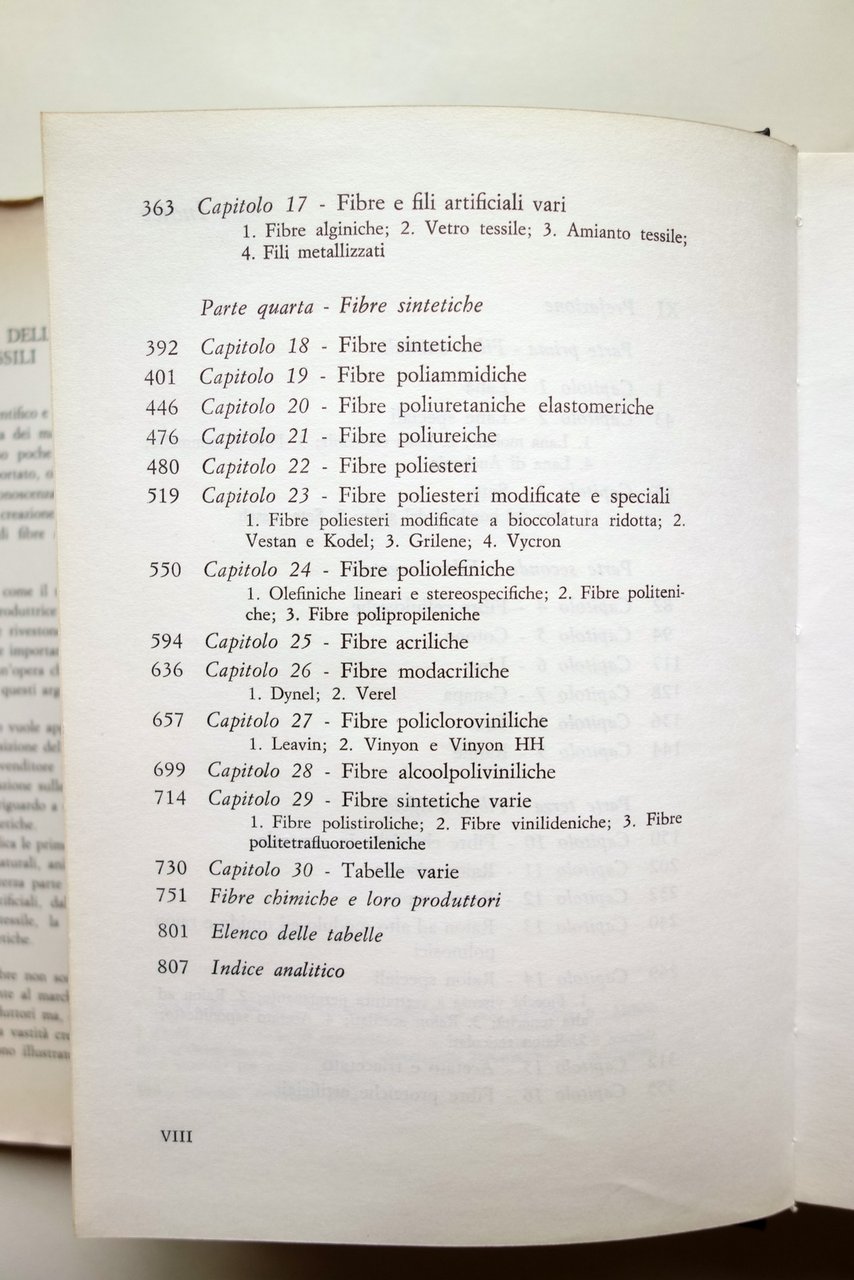 363 Capitolo 17 - Fibre e fili artificiali vari
1. Fibre alginiche; 2. Vetro tessile; 3. Amianto tessile;
4. Fili metallizzati
Parte quarta - Fibre sintetiche
392 Capitolo 18 - Fibre sintetiche
401 Capitolo 19 - Fibre poliammidiche
446 Capitolo 20 - Fibre poliuretaniche elastomeriche
476 Capitolo 21 - Fibre poliureiche
480 Capitolo 22 - Fibre poliesteri
519 Capitolo 23 - Fibre poliesteri modificate e speciali
1. Fibre poliesteri modificate a bioccolatura ridotta; 2.
Vestan e Kodel; 3. Grilene; 4. Vycron
550 Capitolo 24 - Fibre poliolefiniche
1. Olefiniche lineari e stereospecifiche; 2. Fibre politeni-
che; 3. Fibre polipropileniche
594 Capitolo 25 - Fibre acriliche
636 Capitolo 26 - Fibre modacriliche
1. Dynel; 2. Verel
657 Capitolo 27 - Fibre policloroviniliche
1. Leavin; 2. Vinyon e Vinyon HH
699 Capitolo 28 - Fibre alcoolpoliviniliche
714 Capitolo 29 - Fibre sintetiche varie
1. Fibre polistiroliche; 2. Fibre vinilideniche; 3. Fibre
politetrafluoroetileniche
730 Capitolo 30 - Tabelle varie
751 Fibre chimiche e loro produttori
801 Elenco delle tabelle
807 Indice analitico
VIII